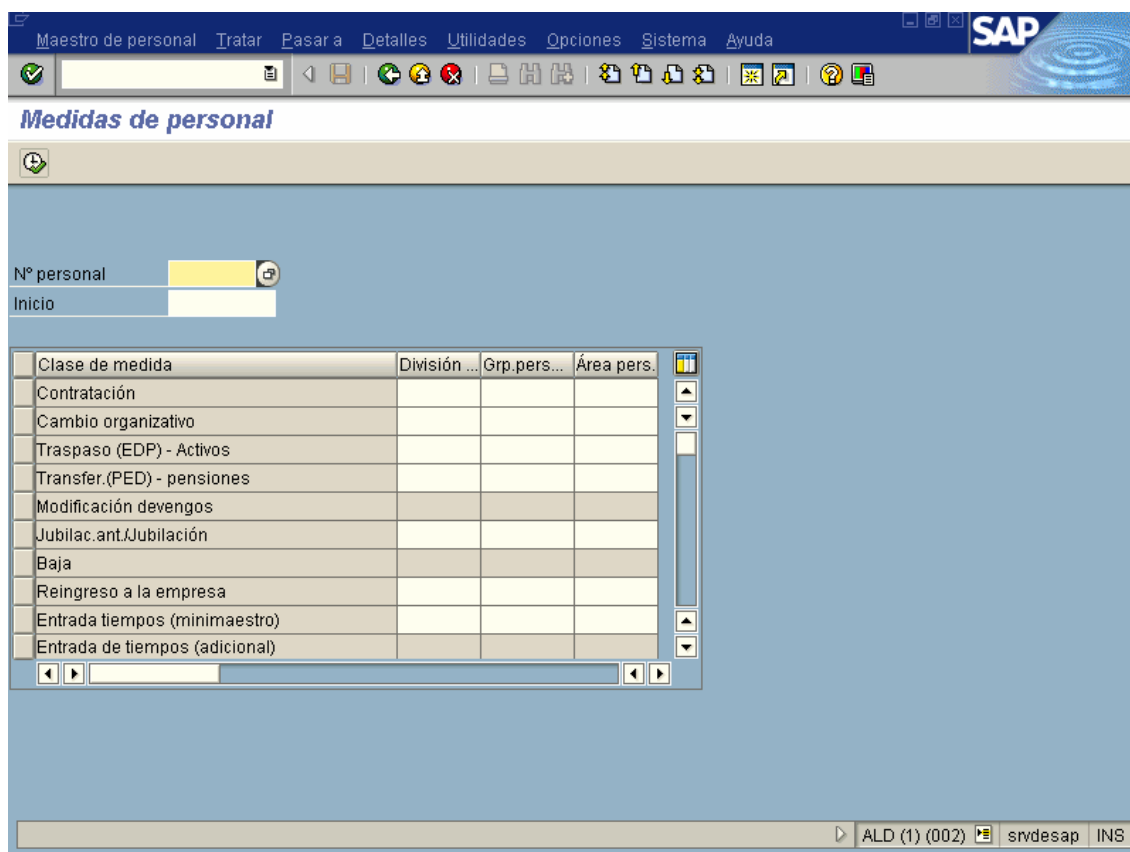 SAP
Maestro de personal Tratar Pasar a Detalles Utilidades Opciones Sistema Ayuda
Medidas de personal
Nº personal
Inicio
Clase de medida División ... Grp.pers... Área pers.
Contratación
Cambio organizativo
Traspaso (EDP) - Activos
Transfer.(PED) - pensiones
Modificación devengos
Jubilac.ant./Jubilación
Baja
Reingreso a la empresa
Entrada tiempos (minimaestro)
Entrada de tiempos (adicional)
ALD (1) (002) srvdesap INS